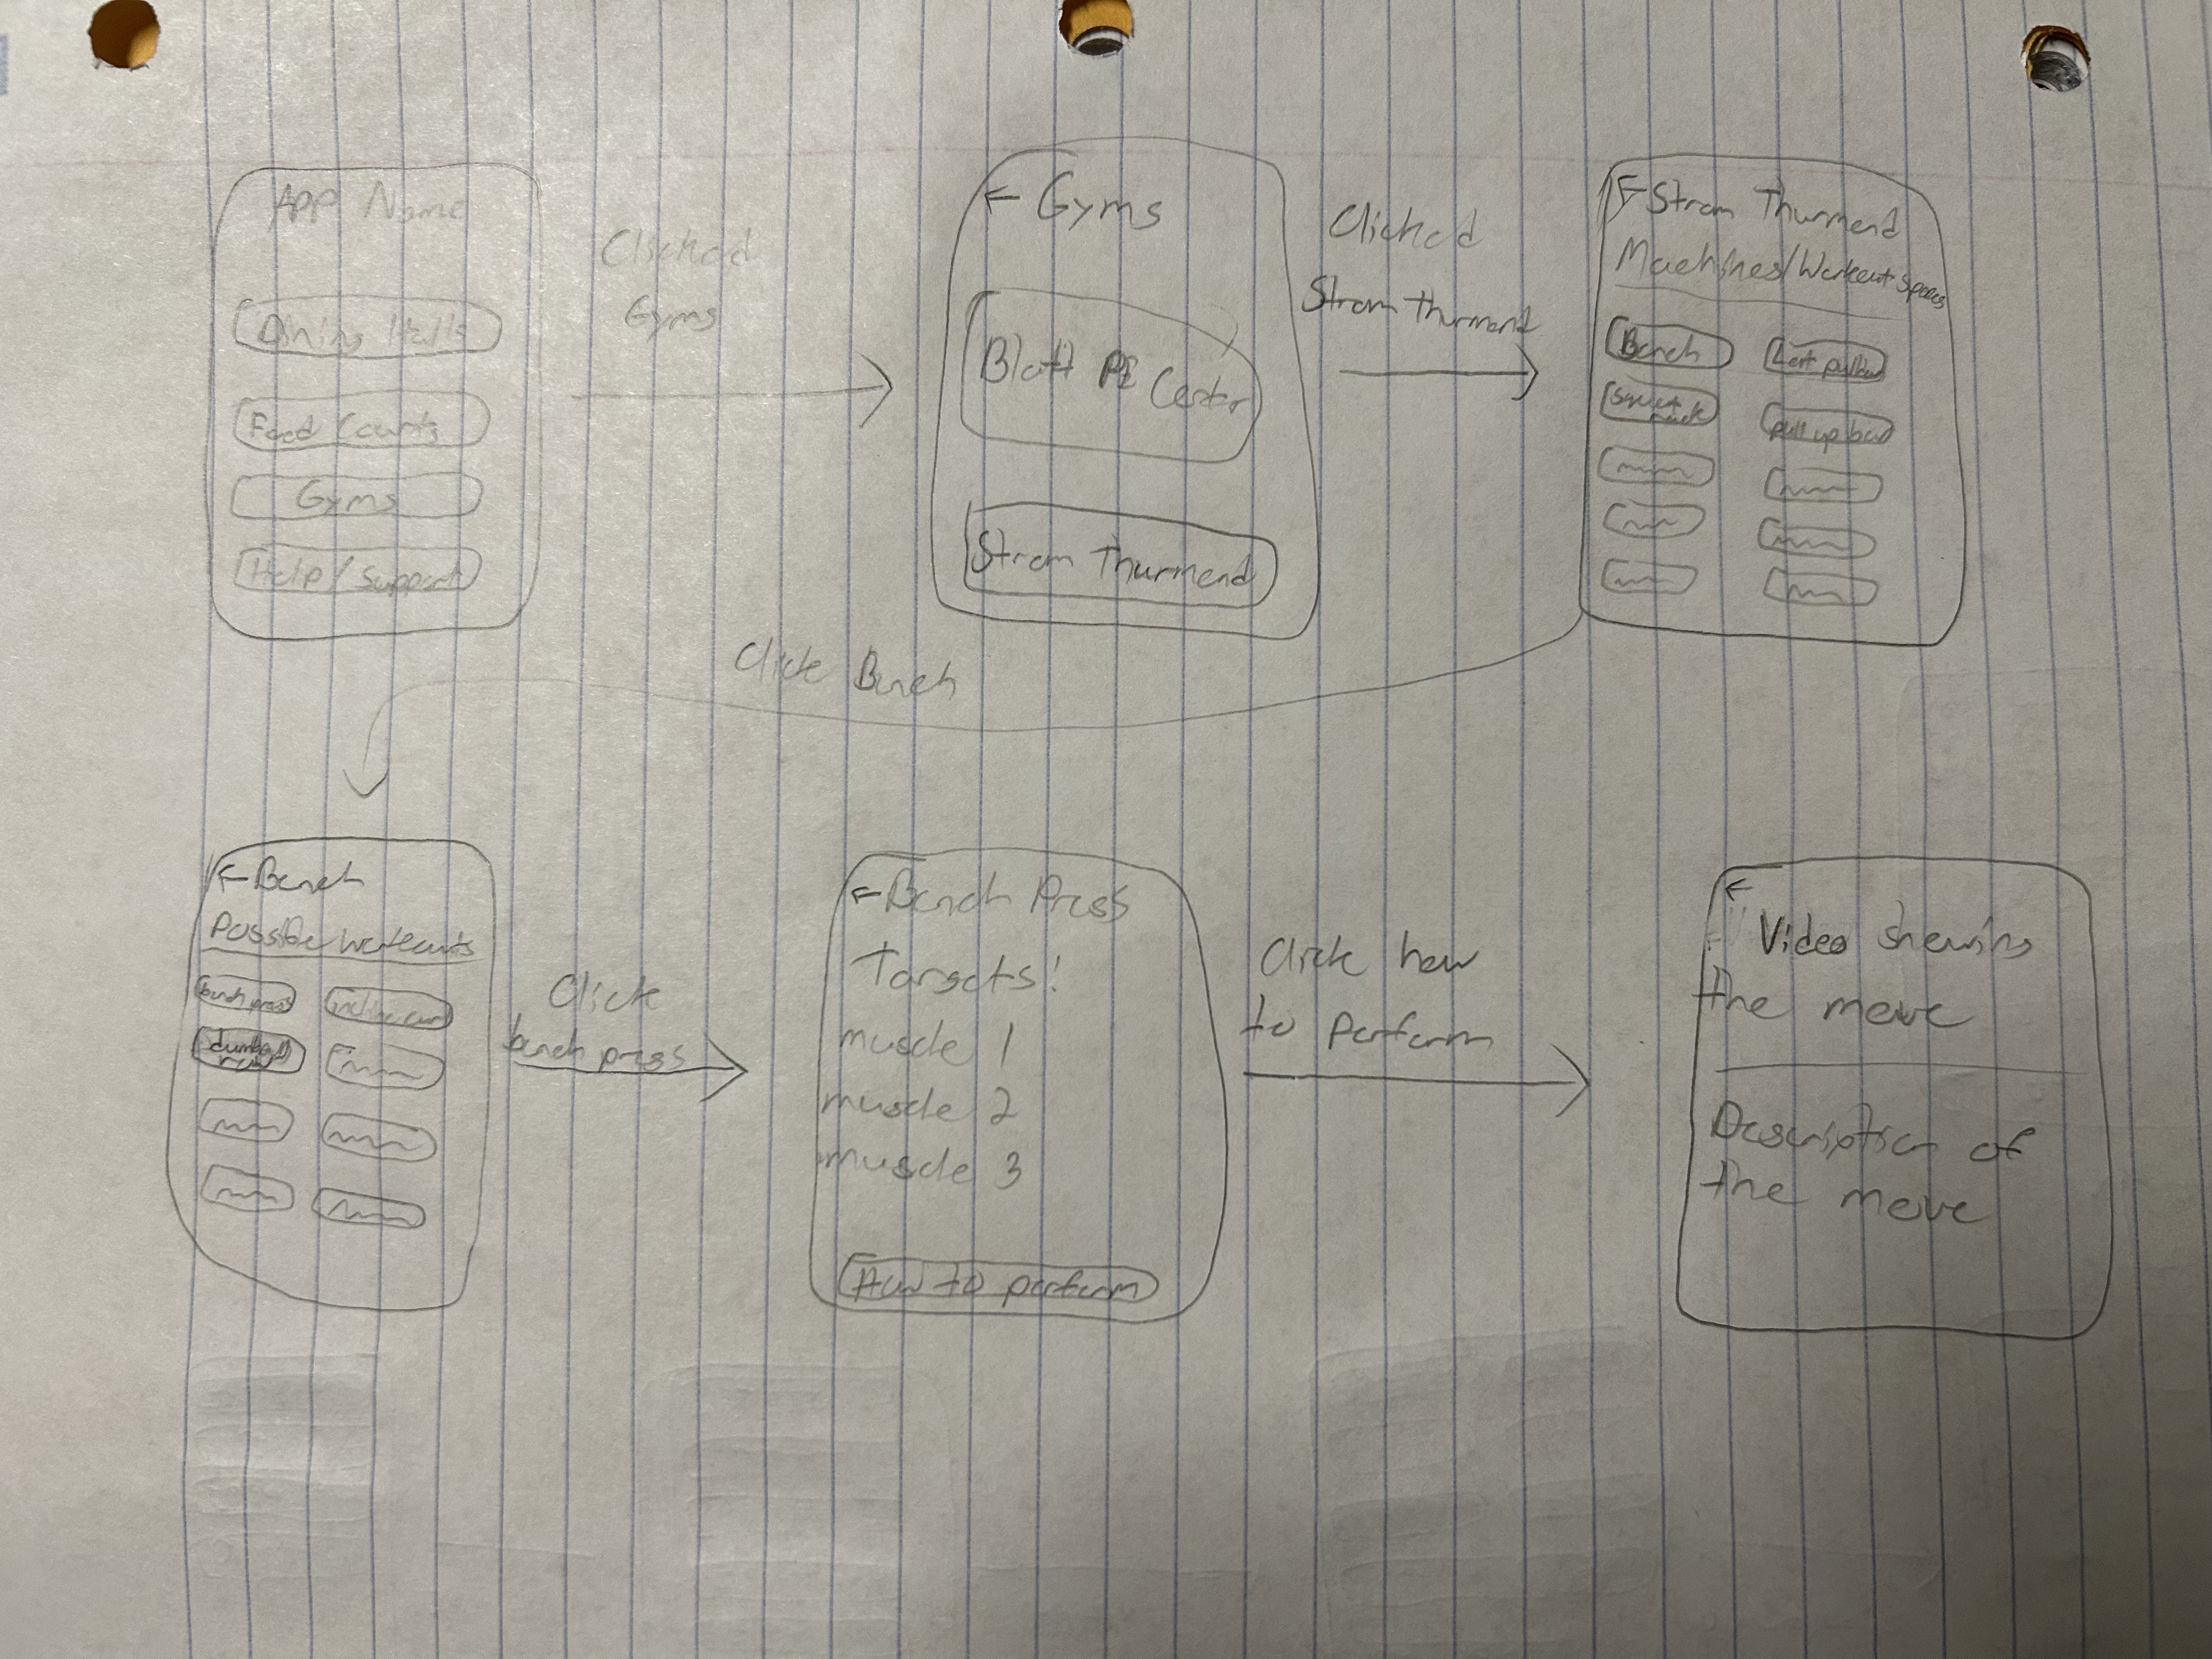 App Name
Dining Halls
Food Courts
Gyms
Help/Support
Clicked
Gyms
← Gyms
Blatt PE Center
Strom Thurmond
Clicked
Strom Thurmond
← Strom Thurmond
Machines/Workout spaces
Bench
Lat pulldown
Squat rack
pull up bar
Click Bench
← Bench
Possible workouts
bench press
incline curl
dumbell row
Click
bench press
← Bench Press
Targets:
muscle 1
muscle 2
muscle 3
How to perform
Click how
to perform
←
Video showing
the move
Description of
the move